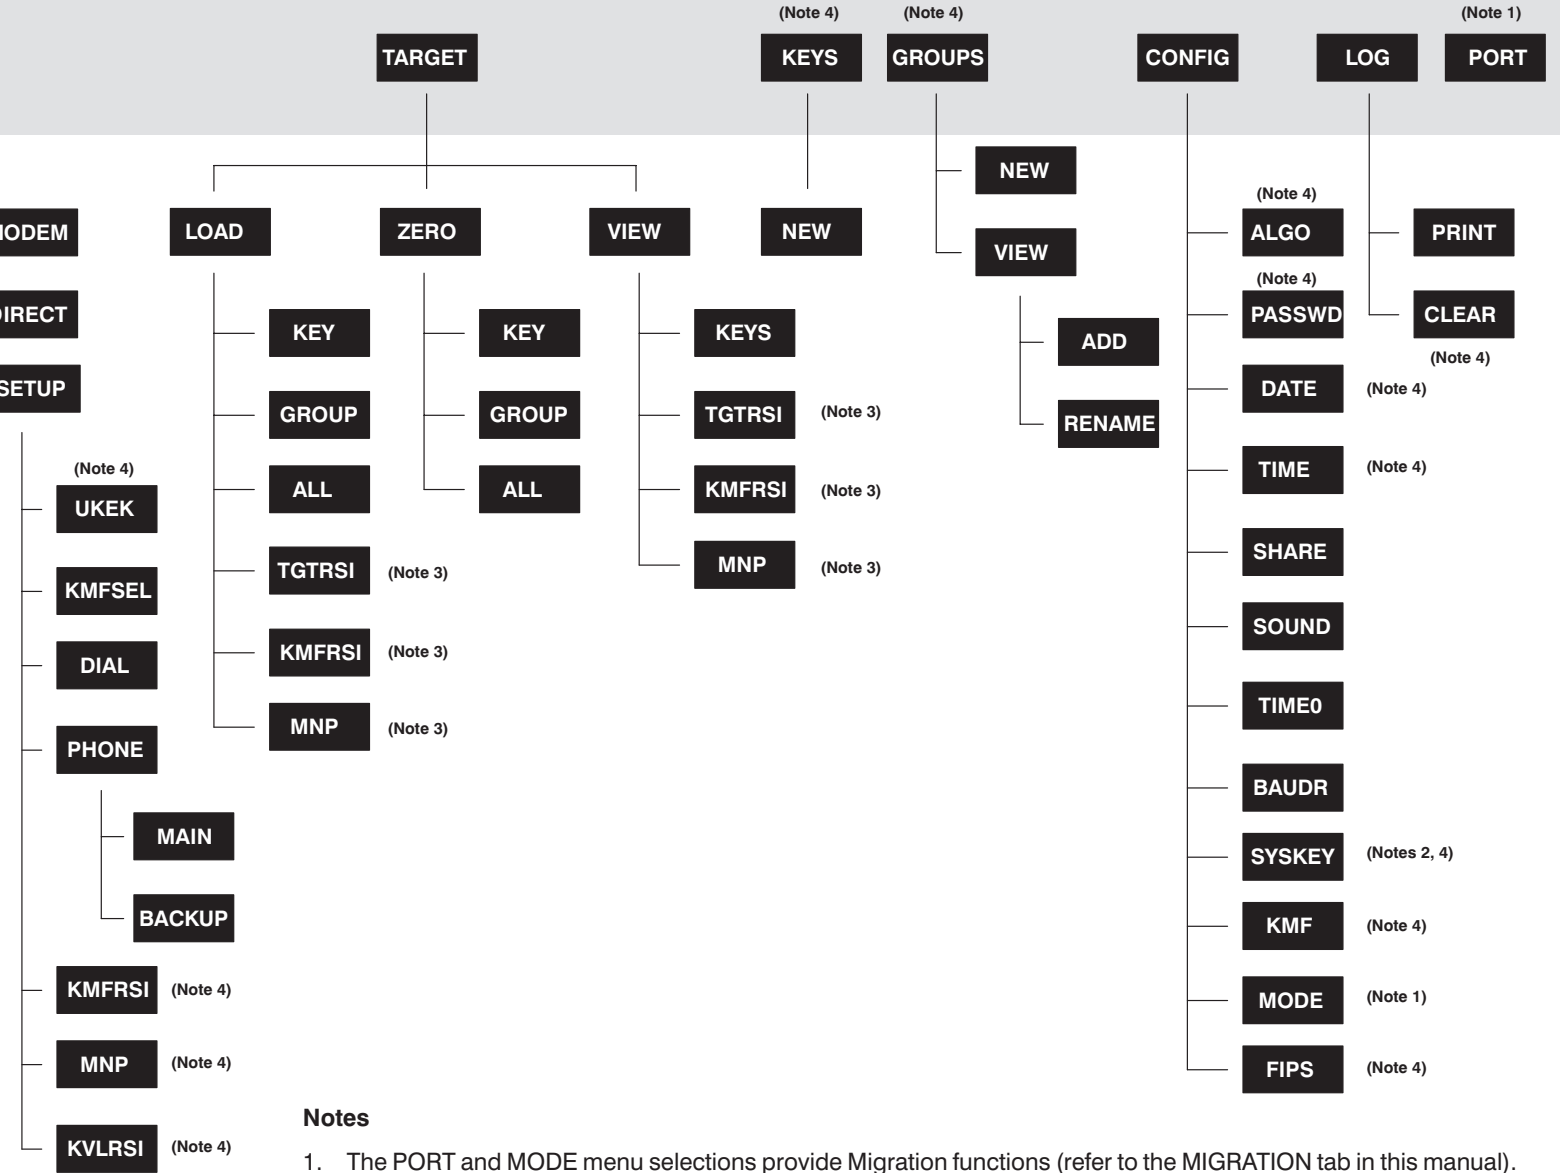 (Note 4) (Note 4) (Note 1)
TARGET KEYS GROUPS CONFIG LOG PORT
NEW
(Note 4)
LOAD ZERO VIEW NEW ALGO PRINT
VIEW
(Note 4)
PASSWD CLEAR
KEY KEY KEYS ADD
(Note 4)
SETUP DATE (Note 4)
GROUP GROUP TGTRSI (Note 3) RENAME
(Note 4) TIME (Note 4)
ALL ALL KMFRSI (Note 3)
UKEK
SHARE
TGTRSI (Note 3) MNP (Note 3)
KMFSEL
SOUND
KMFRSI (Note 3)
DIAL
TIME0
MNP (Note 3)
PHONE
BAUDR
MAIN
SYSKEY (Notes 2, 4)
BACKUP
KMF (Note 4)
KMFRSI (Note 4)
MODE (Note 1)
MNP (Note 4)
FIPS (Note 4)
Notes
KVLRSI (Note 4)
1. The PORT and MODE menu selections provide Migration functions (refer to the MIGRATION tab in this manual).